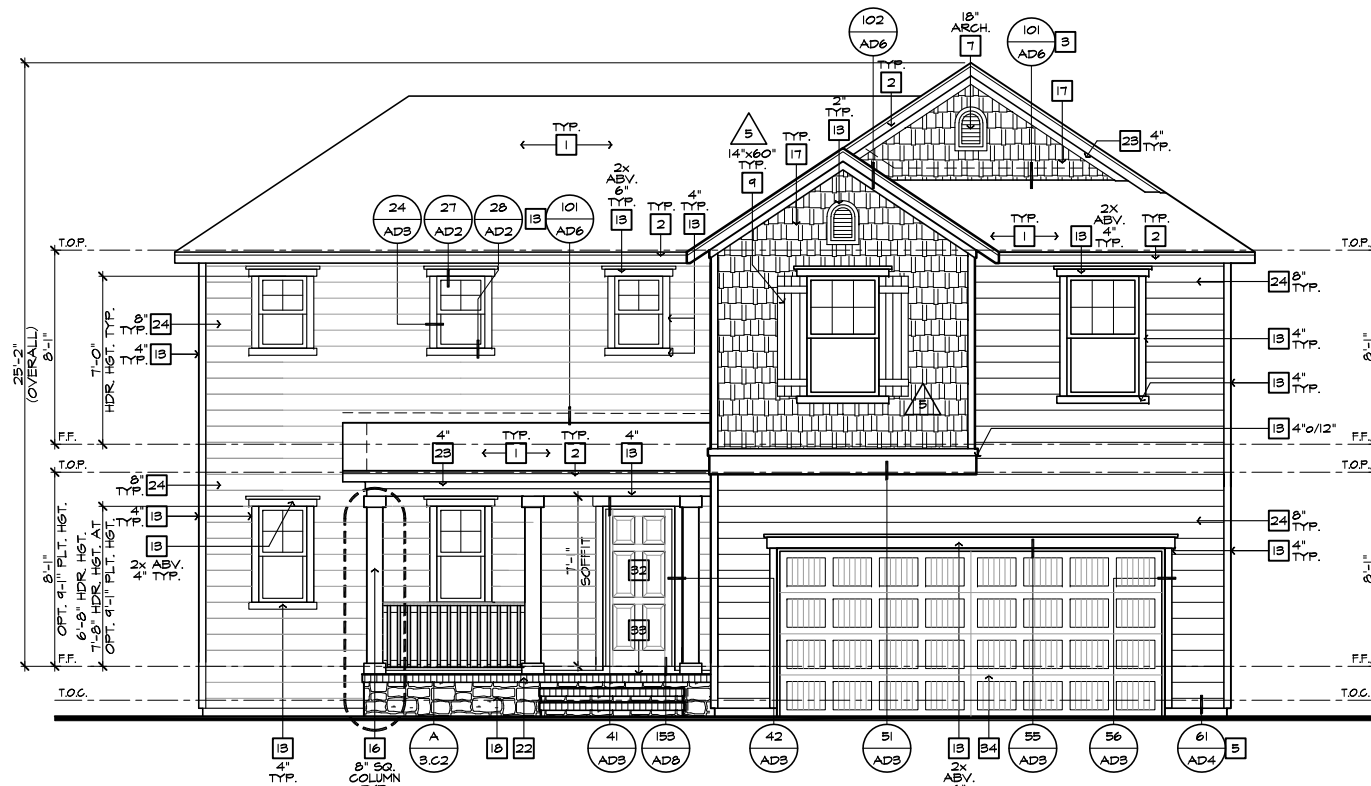 102
AD6
18"
ARCH.
7
101
AD6
3
TYP.
2
17
2"
TYP.
13
5
14"x60"
TYP.
9
TYP.
17
23
4"
TYP.
TYP.
1
2x
ABV.
6"
TYP.
13
24
AD3
27
AD2
28
AD2
13
101
AD6
TYP.
2
4"
TYP.
13
TYP.
1
2x
ABV.
4"
TYP.
13
TYP.
2
T.O.P.
T.O.P.
24
8"
TYP.
8"
TYP.
24
4"
TYP.
13
13
4"
TYP.
13
4"
TYP.
25'-2"
(OVERALL)
8'-1"
7'-0"
HDR. HGT. TYP.
8'-1"
5
13
4"o/12"
F.F.
F.F.
4"
23
TYP.
1
TYP.
2
4"
13
T.O.P.
T.O.P.
8"
TYP.
24
4"
TYP.
13
13
2x ABV.
4" TYP.
24
8"
TYP.
13
4"
TYP.
8'-1"
OPT. 9'-1" PLT. HGT.
6'-8" HDR. HGT.
7'-8" HDR. HGT. AT
OPT. 9'-1" PLT. HGT.
7'-1"
SOFFIT
32
33
8'-1"
F.F.
F.F.
T.O.C.
T.O.C.
13
4"
TYP.
16
8" SQ.
COLUMN
A
3.C2
18
22
41
AD3
153
AD8
42
AD3
51
AD3
13
2x
ABV.
34
55
AD3
56
AD3
61
AD4
5